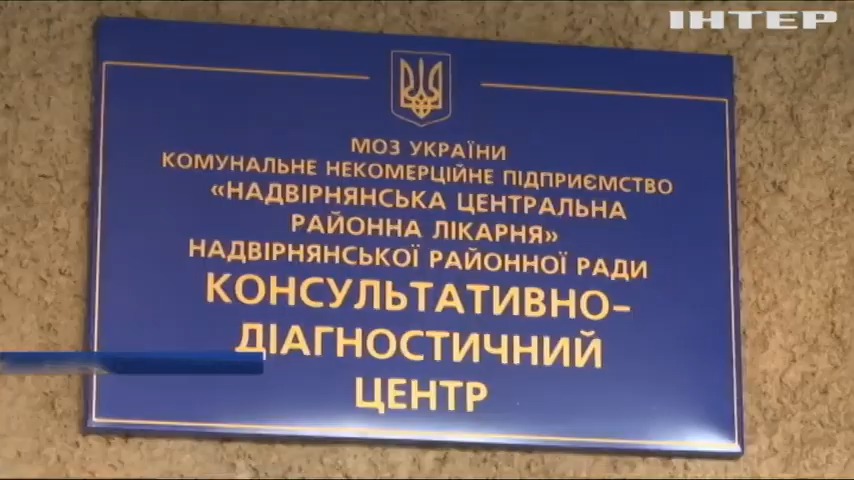 ІНТЕР
МОЗ УКРАЇНИ
КОМУНАЛЬНЕ НЕКОМЕРЦІЙНЕ ПІДПРИЄМСТВО
«НАДВІРНЯНСЬКА ЦЕНТРАЛЬНА
РАЙОННА ЛІКАРНЯ»
НАДВІРНЯНСЬКОЇ РАЙОННОЇ РАДИ
КОНСУЛЬТАТИВНО-
ДІАГНОСТИЧНИЙ
ЦЕНТР